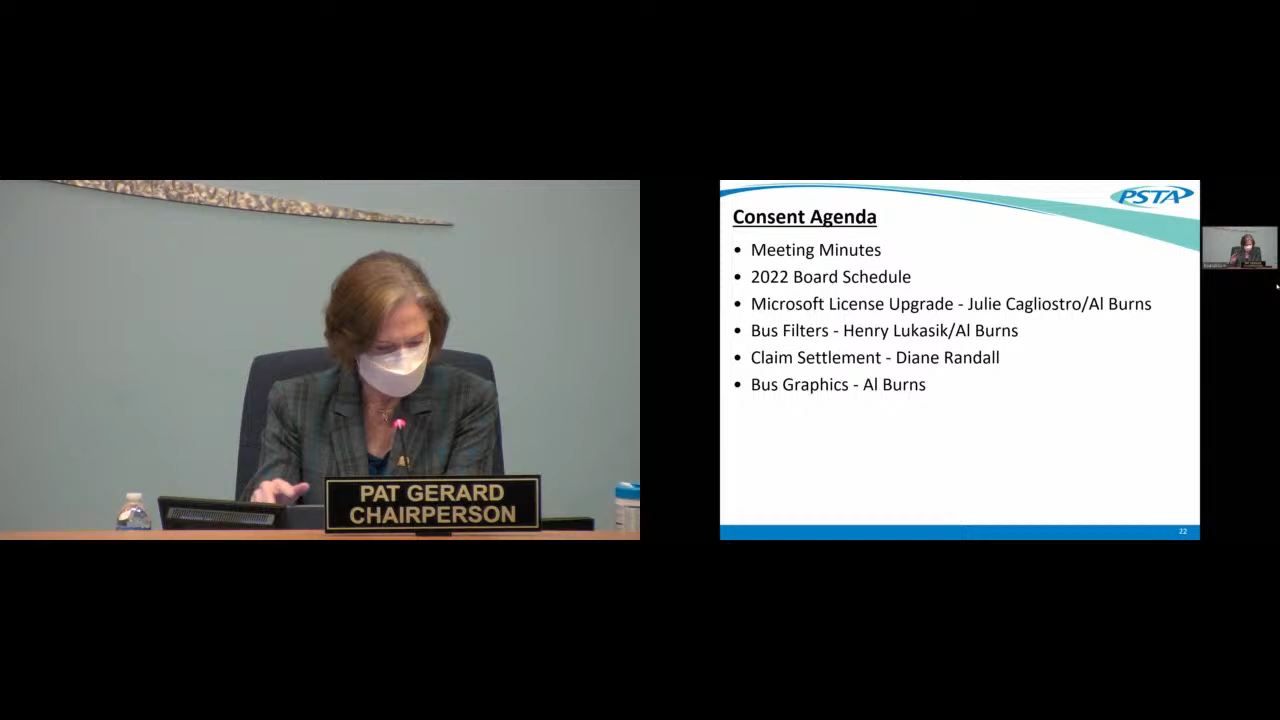 PAT GERARD
CHAIRPERSON
PSTA
Consent Agenda
• Meeting Minutes
• 2022 Board Schedule
• Microsoft License Upgrade - Julie Cagliostro/Al Burns
• Bus Filters - Henry Lukasik/Al Burns
• Claim Settlement - Diane Randall
• Bus Graphics - Al Burns
22